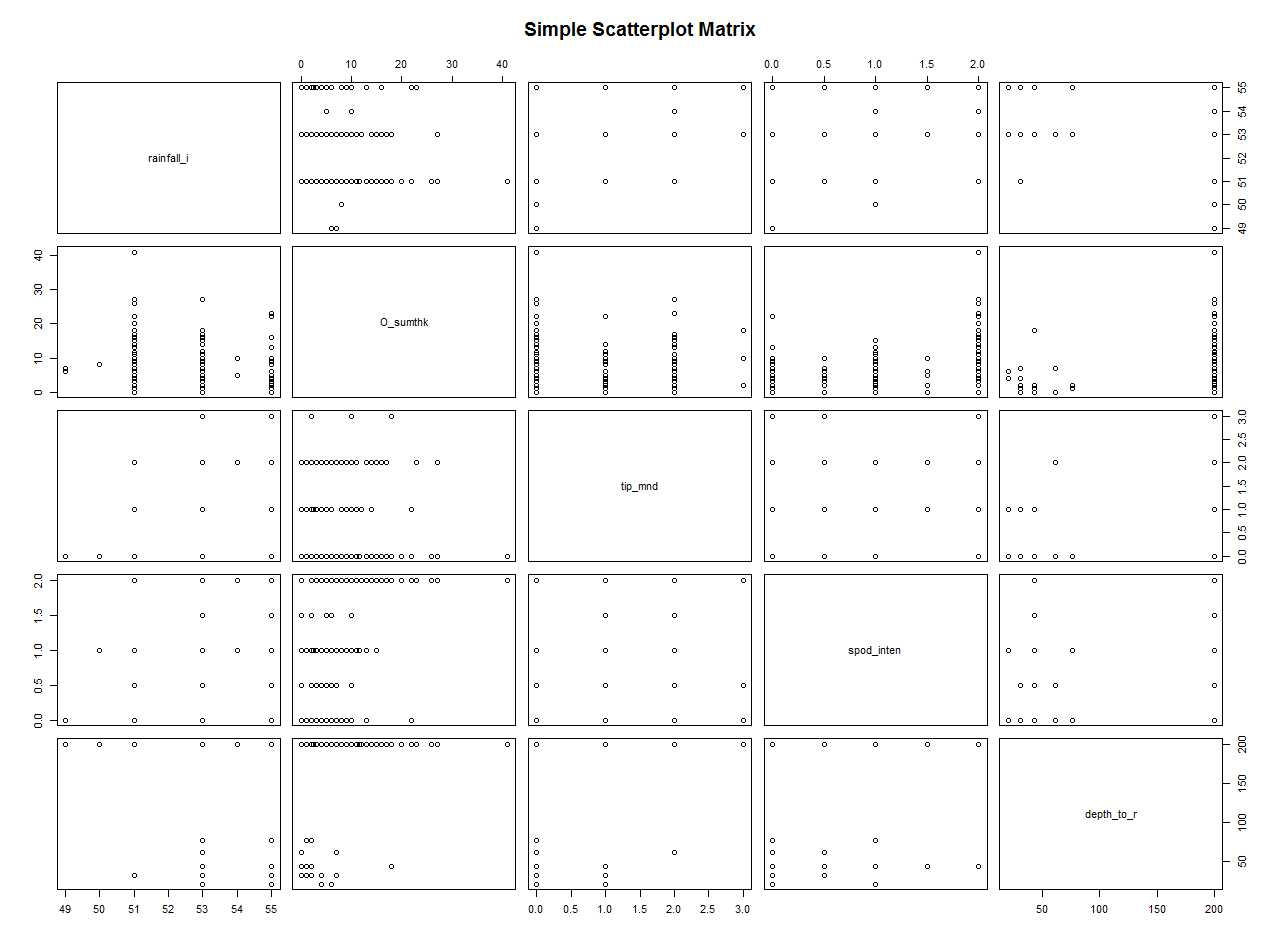 Simple Scatterplot Matrix
0 10 20 30 40 0.0 0.5 1.0 1.5 2.0
rainfall_i
49 50 51 52 53 54 55
0 10 20 30 40
O_sumthk
tip_mnd
0.0 0.5 1.0 1.5 2.0 2.5 3.0
0.0 0.5 1.0 1.5 2.0
spod_inten
depth_to_r
50 100 150 200
49 50 51 52 53 54 55 0.0 0.5 1.0 1.5 2.0 2.5 3.0 50 100 150 200